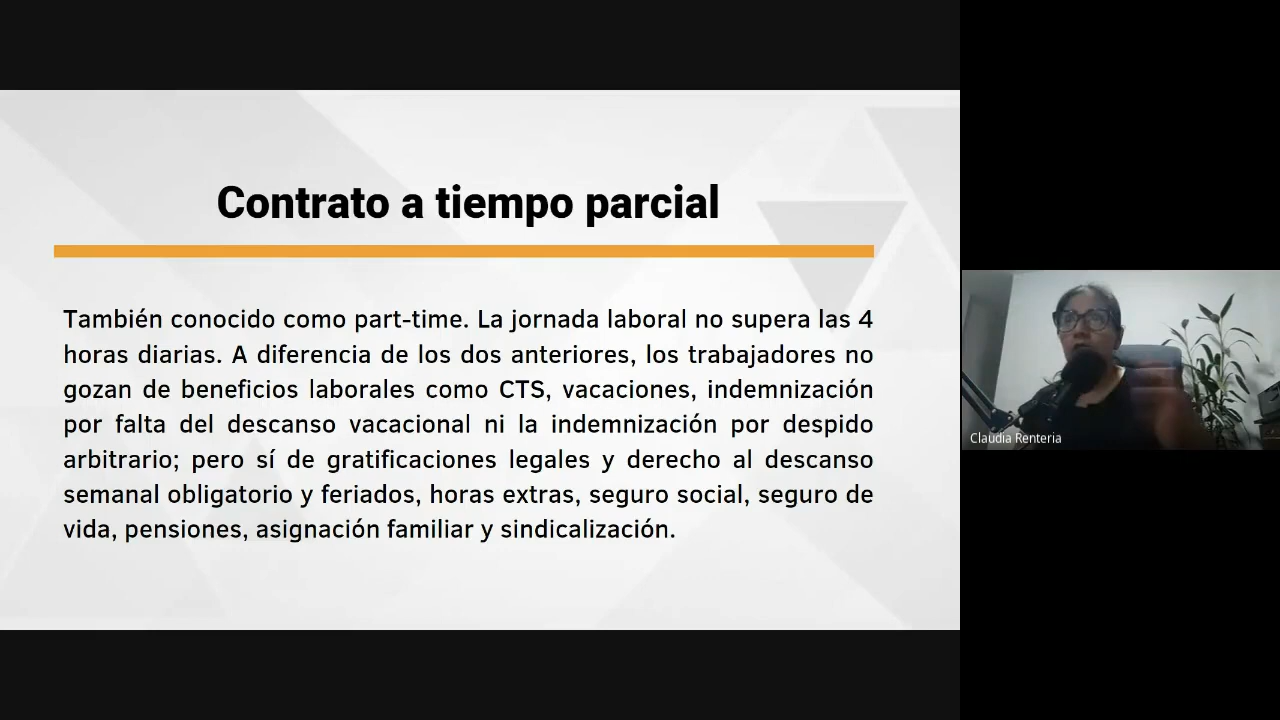 Contrato a tiempo parcial
También conocido como part-time. La jornada laboral no supera las 4
horas diarias. A diferencia de los dos anteriores, los trabajadores no
gozan de beneficios laborales como CTS, vacaciones, indemnización
por falta del descanso vacacional ni la indemnización por despido
arbitrario; pero sí de gratificaciones legales y derecho al descanso
semanal obligatorio y feriados, horas extras, seguro social, seguro de
vida, pensiones, asignación familiar y sindicalización.
Claudia Renteria